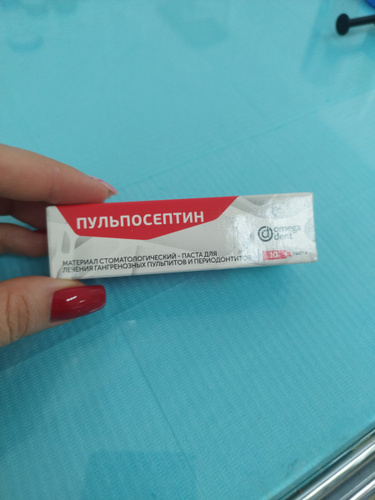 ПУЛЬПОСЕПТИН
МАТЕРИАЛ СТОМАТОЛОГИЧЕСКИЙ - ПАСТА ДЛЯ
ЛЕЧЕНИЯ ГАНГРЕНОЗНЫХ ПУЛЬПИТОВ И ПЕРИОДОНТИТОВ
omega
dent